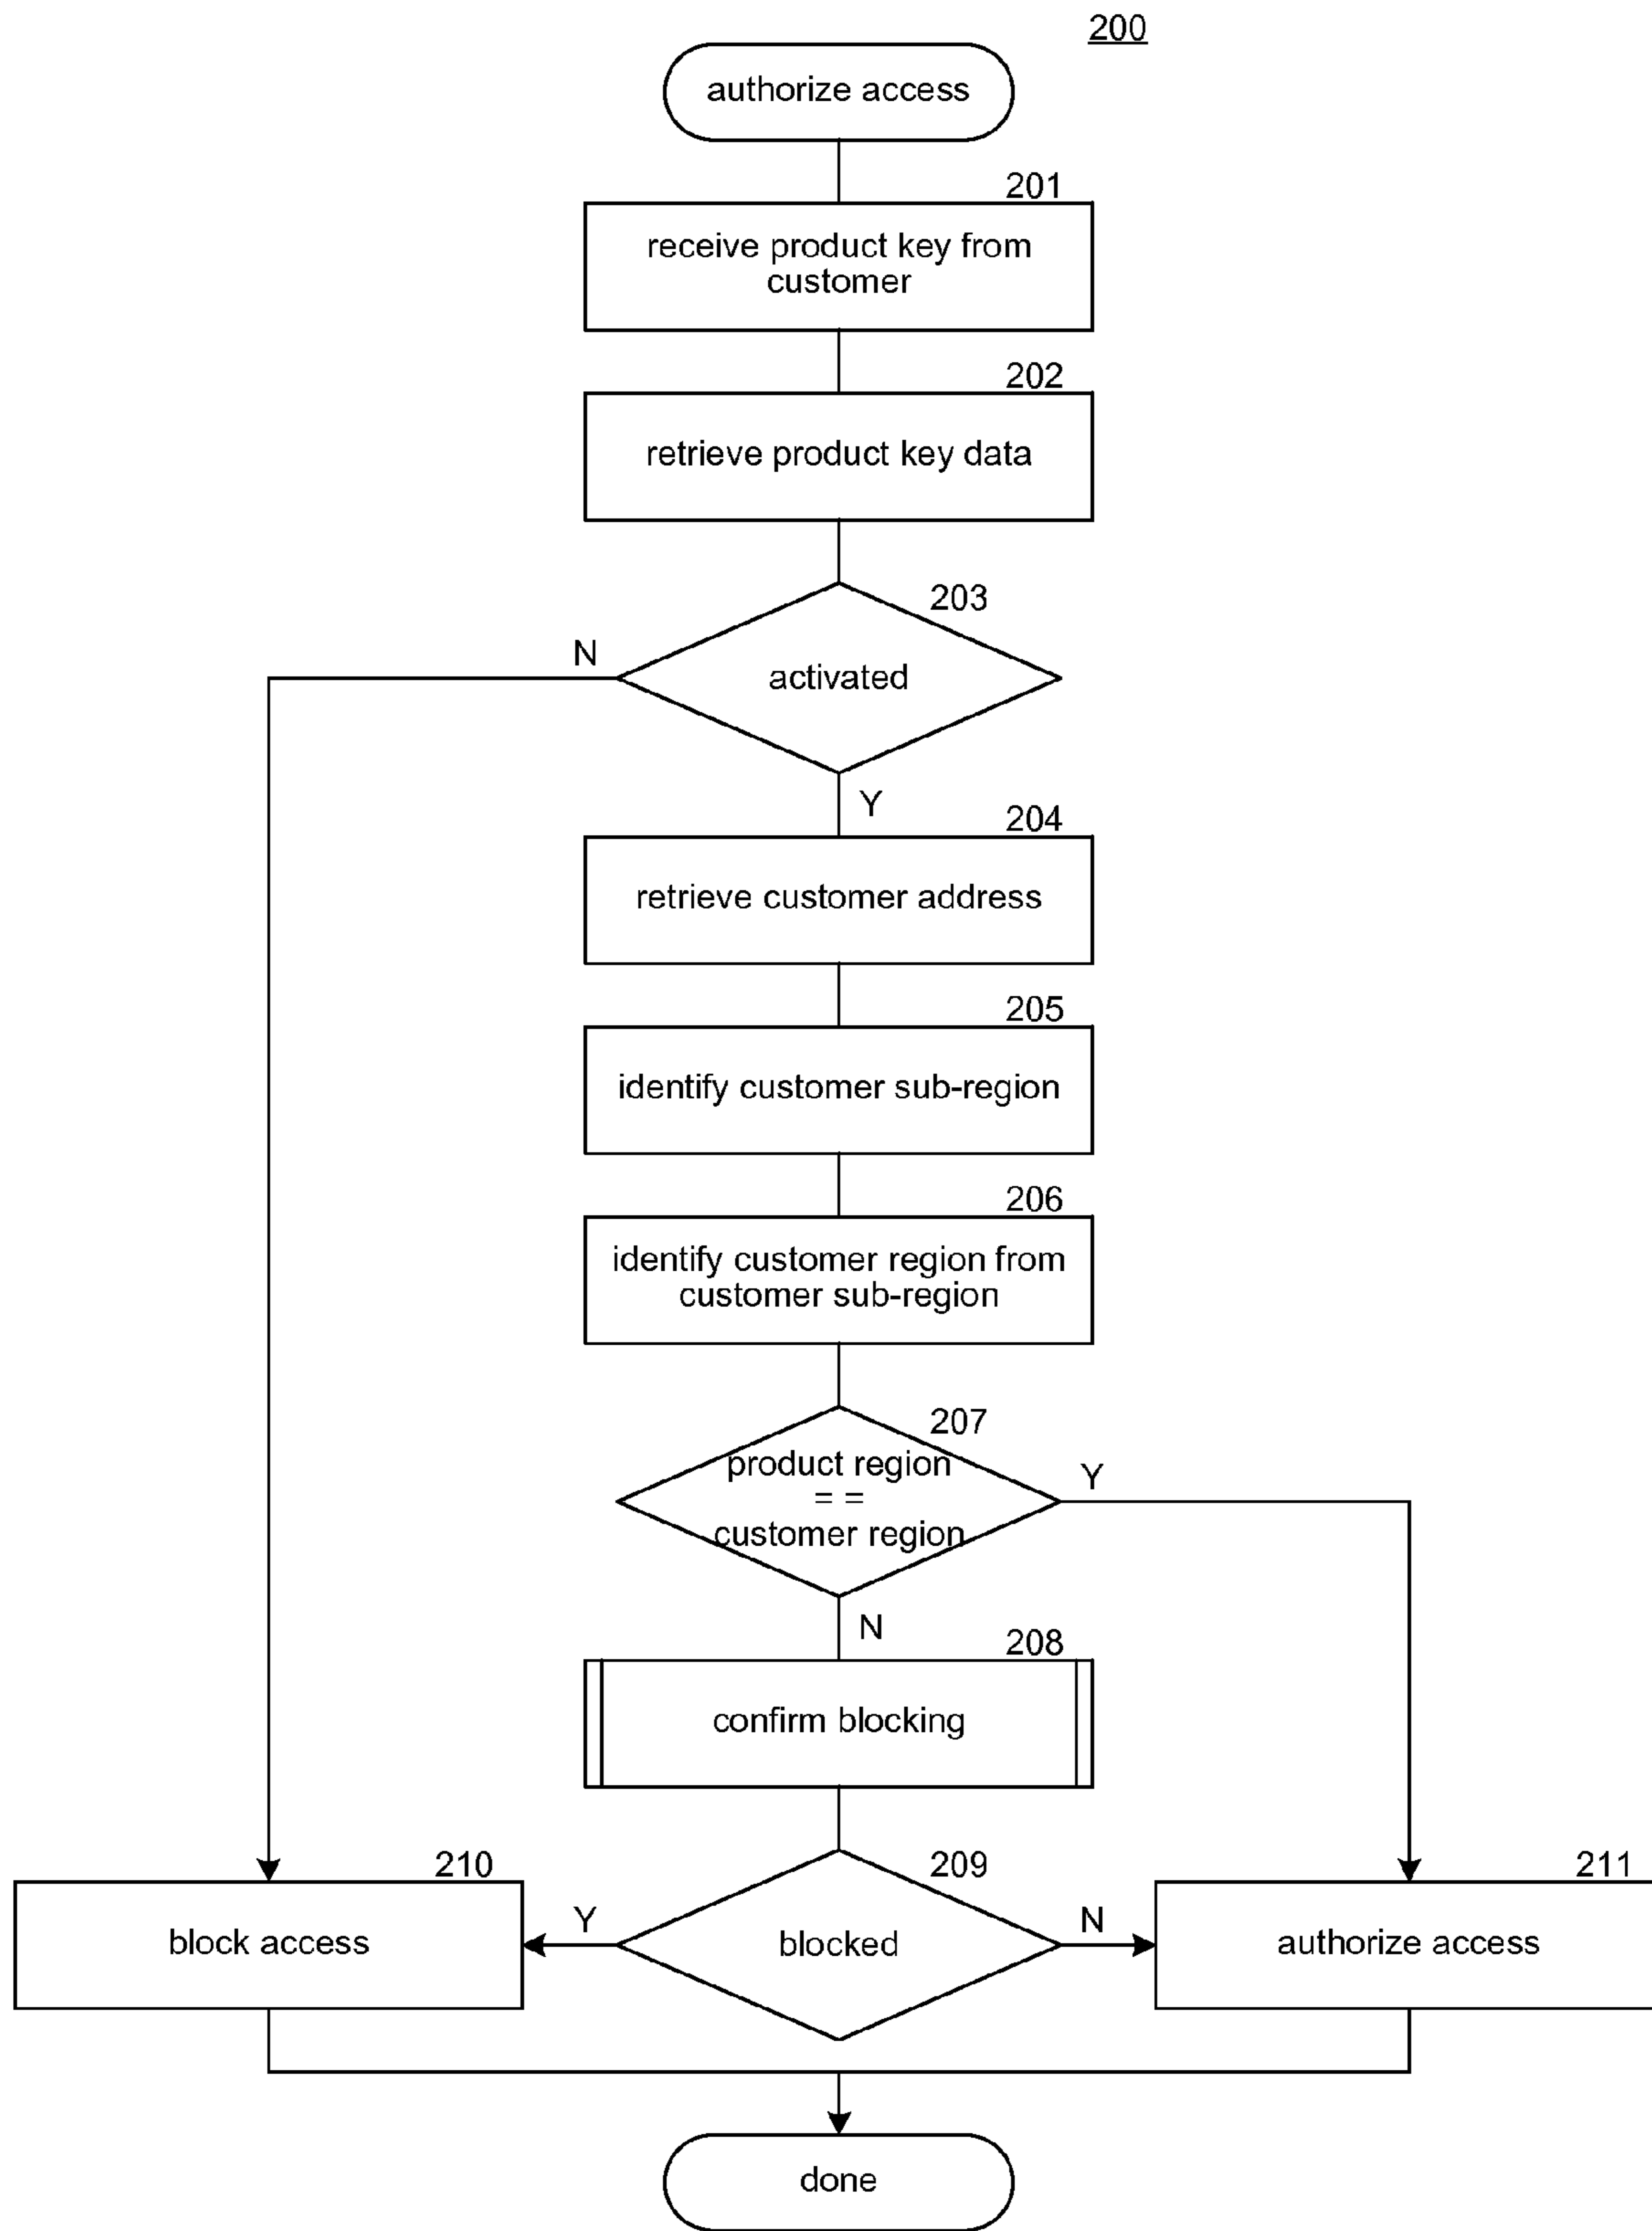 200
authorize access
201
receive product key from
customer
202
retrieve product key data
203
activated
N
Y
204
retrieve customer address
205
identify customer sub-region
206
identify customer region from
customer sub-region
207
product region
= =
customer region
Y
N
208
confirm blocking
210
block access
209
blocked
Y
N
211
authorize access
done